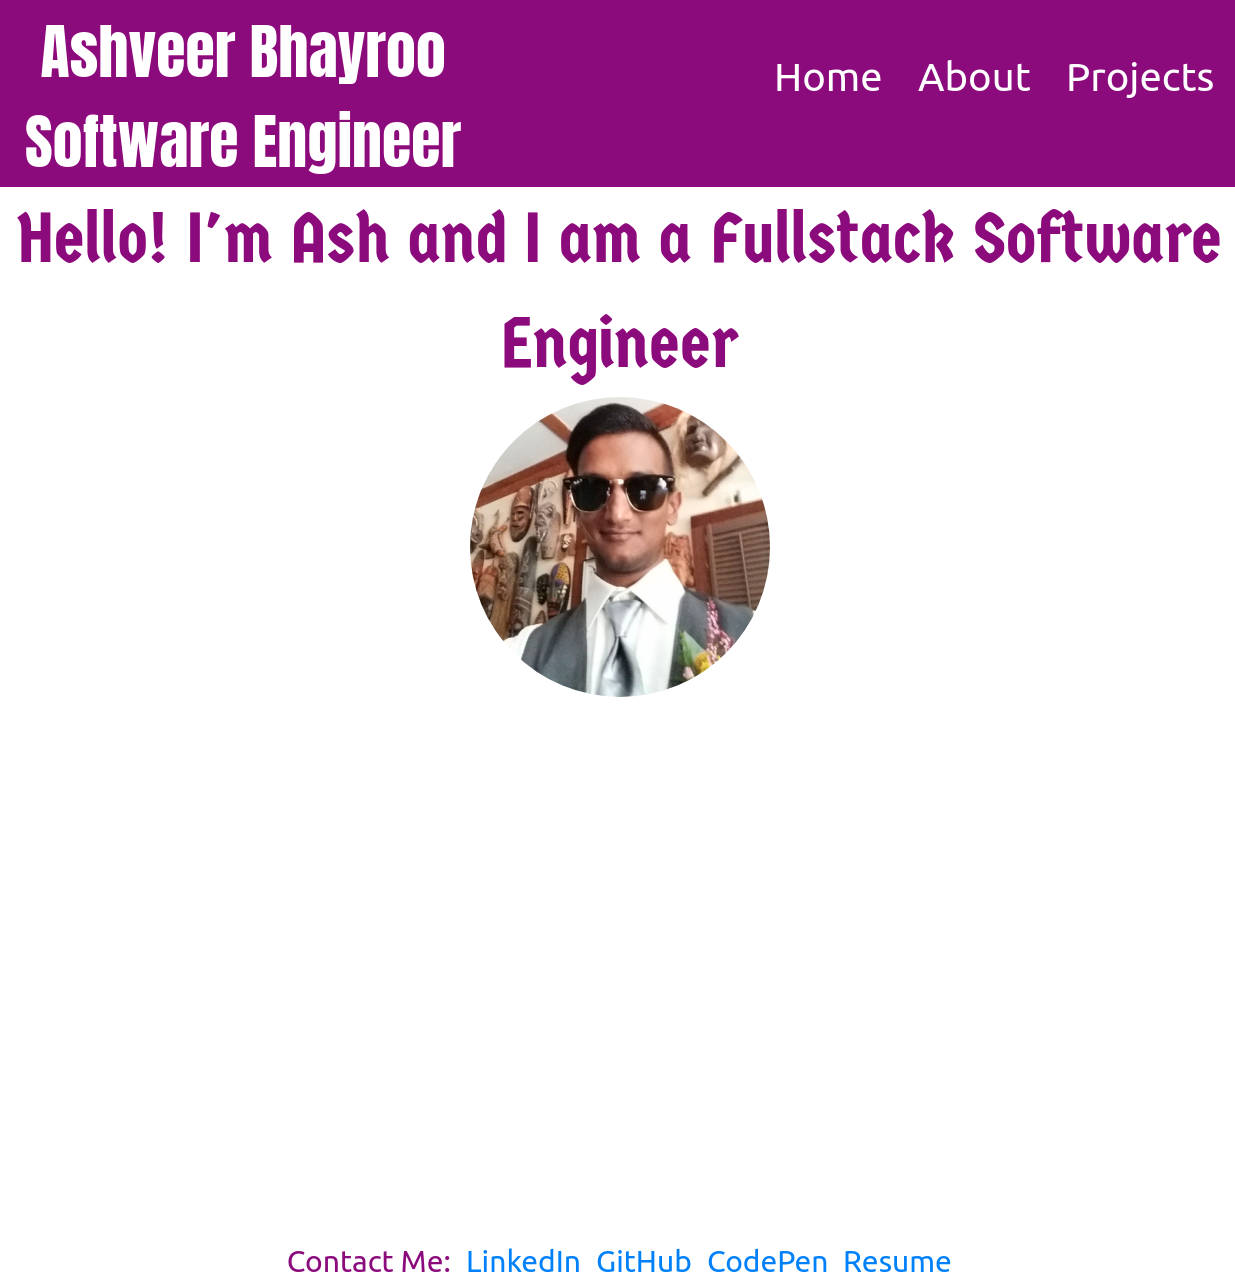 Ashveer Bhayroo
Software Engineer
Home About Projects
Hello! I'm Ash and I am a Fullstack Software
Engineer
Contact Me: LinkedIn GitHub CodePen Resume